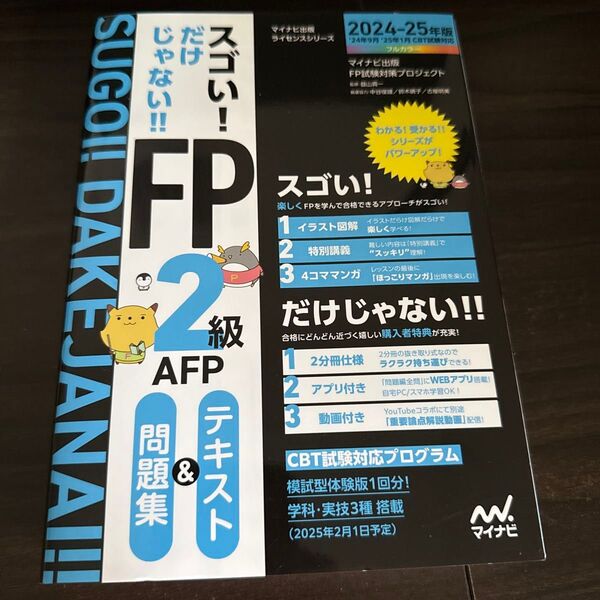 SUGOI!! DAKEJANAI!!!
スゴい!
だけ
じゃない!!
FP
2級
AFP
テキスト
&
問題集
マイナビ出版
ライセンスシリーズ
2024-25年版
'24年9月 '25年1月 CBT試験対応
フルカラー
マイナビ出版
FP試験対策プロジェクト
わかる!受かる!!
シリーズが
パワーアップ!
スゴい!
楽しくFPを学んで合格できるアプローチがスゴい!
1 イラスト図解 イラストだらけ図解だらけで
楽しく学べる!
2 特別講義 難しい内容は「特別講義」で
"スッキリ"理解!
3 4コママンガ レッスンの最後に
「ほっこりマンガ」出現を楽しむ!
だけじゃない!!
合格にどんどん近づく嬉しい購入者特典が充実!
1 2分冊仕様 2分冊の抜き取り式なので
ラクラク持ち運びできる!
2 アプリ付き 「問題編全問」にWEBアプリ搭載!
自宅PC/スマホ学習OK!
3 動画付き YouTubeコラボにて別途
「重要論点解説動画」配信!
CBT試験対応プログラム
模試型体験版1回分!
学科・実技3種 搭載
(2025年2月1日予定)
マイナビ
P